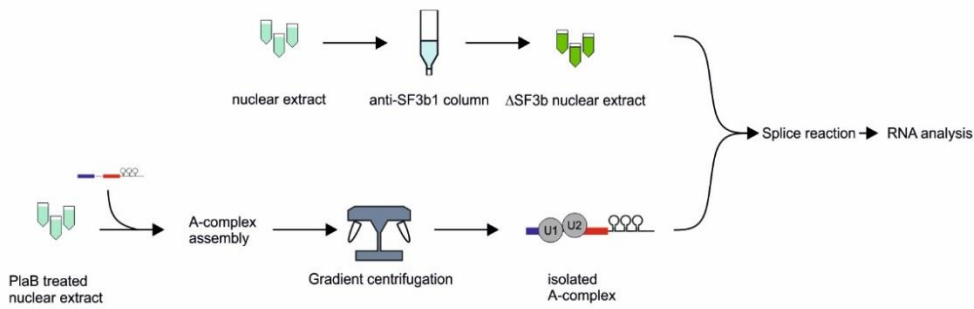 nuclear extract
anti-SF3b1 column
ΔSF3b nuclear extract
Splice reaction
RNA analysis
PlaB treated
nuclear extract
A-complex
assembly
Gradient centrifugation
U1
U2
isolated
A-complex